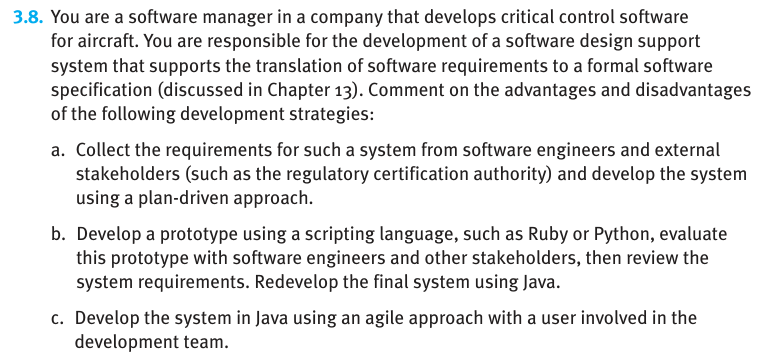 3.8. You are a software manager in a company that develops critical control software
for aircraft. You are responsible for the development of a software design support
system that supports the translation of software requirements to a formal software
specification (discussed in Chapter 13). Comment on the advantages and disadvantages
of the following development strategies:
a. Collect the requirements for such a system from software engineers and external
stakeholders (such as the regulatory certification authority) and develop the system
using a plan-driven approach.
b. Develop a prototype using a scripting language, such as Ruby or Python, evaluate
this prototype with software engineers and other stakeholders, then review the
system requirements. Redevelop the final system using Java.
c. Develop the system in Java using an agile approach with a user involved in the
development team.